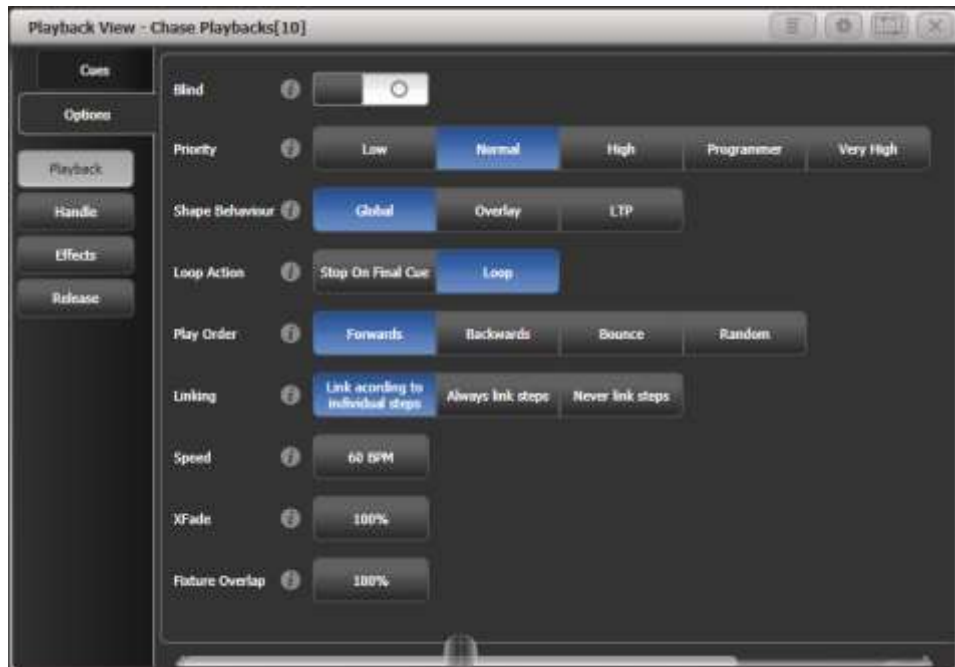 Playback View - Chase Playbacks[10]
Cues
Options
Playback
Handle
Effects
Release
Blind
Priority Low Normal High Programmer Very High
Shape Behaviour Global Overlay LTP
Loop Action Stop On Final Cue Loop
Play Order Forwards Backwards Bounce Random
Linking Link acording to
individual steps Always link steps Never link steps
Speed 60 BPM
XFade 100%
Fixture Overlap 100%